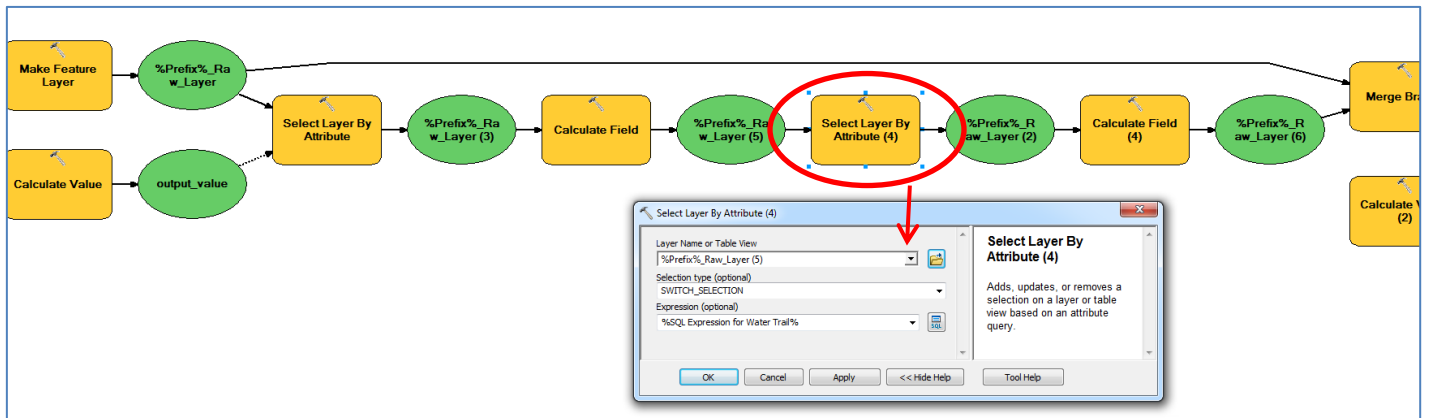 Make Feature
Layer
%Prefix%_Ra
w_Layer
Select Layer By
Attribute
%Prefix%_Ra
w_Layer (3)
Calculate Field
%Prefix%_Ra
w_Layer (5)
Select Layer By
Attribute (4)
%Prefix%_R
aw_Layer (2)
Calculate Field
(4)
%Prefix%_R
aw_Layer (6)
Merge Bra
Calculate Value
output_value
Calculate V
(2)
Select Layer By Attribute (4)
Layer Name or Table View
%Prefix%_Raw_Layer (5)
Selection type (optional)
SWITCH_SELECTION
Expression (optional)
%SQL Expression for Water Trail%
SQL
Select Layer By
Attribute (4)
Adds, updates, or removes a
selection on a layer or table
view based on an attribute
query.
OK
Cancel
Apply
<< Hide Help
Tool Help